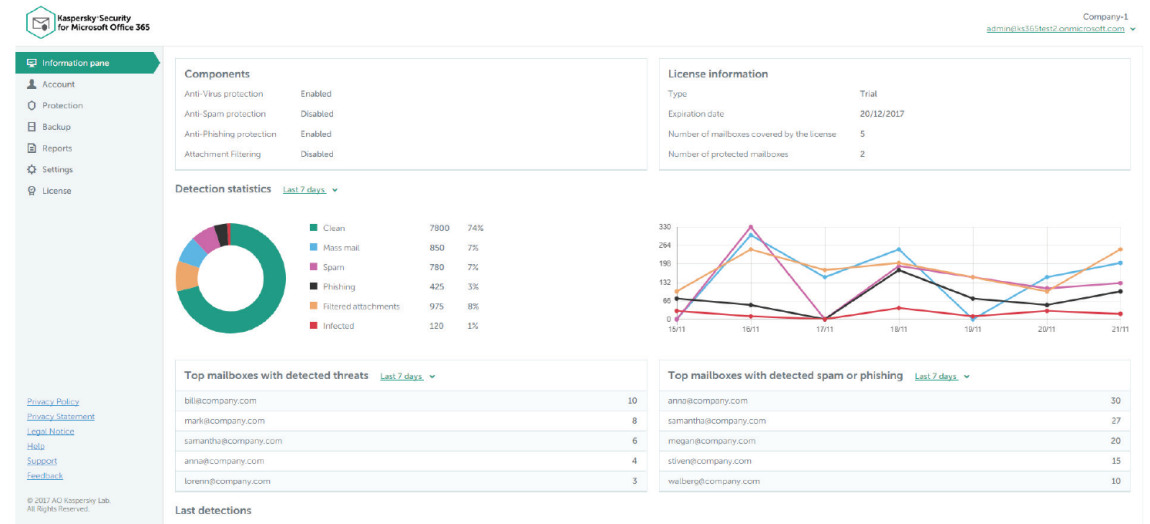 Kaspersky Security
for Microsoft Office 365
Company-1
admin@ks365test2.onmicrosoft.com
Information pane
Account
Protection
Backup
Reports
Settings
License
Privacy Policy
Privacy Statement
Legal Notice
Help
Support
Feedback
© 2017 AO Kaspersky Lab.
All Rights Reserved.
Components
Anti-Virus protection Enabled
Anti-Spam protection Disabled
Anti-Phishing protection Enabled
Attachment Filtering Disabled
License information
Type Trial
Expiration date 20/12/2017
Number of mailboxes covered by the license 5
Number of protected mailboxes 2
Detection statistics Last 7 days
Clean 7800 74%
Mass mail 850 7%
Spam 780 7%
Phishing 425 3%
Filtered attachments 975 8%
Infected 120 1%
330
264
198
132
66
0
15/11 16/11 17/11 18/11 19/11 20/11 21/11
Top mailboxes with detected threats Last 7 days
bill@company.com 10
mark@company.com 8
samantha@company.com 6
anna@company.com 4
lorenn@company.com 3
Top mailboxes with detected spam or phishing Last 7 days
anna@company.com 30
samantha@company.com 27
megan@company.com 20
stiven@company.com 15
walberg@company.com 10
Last detections